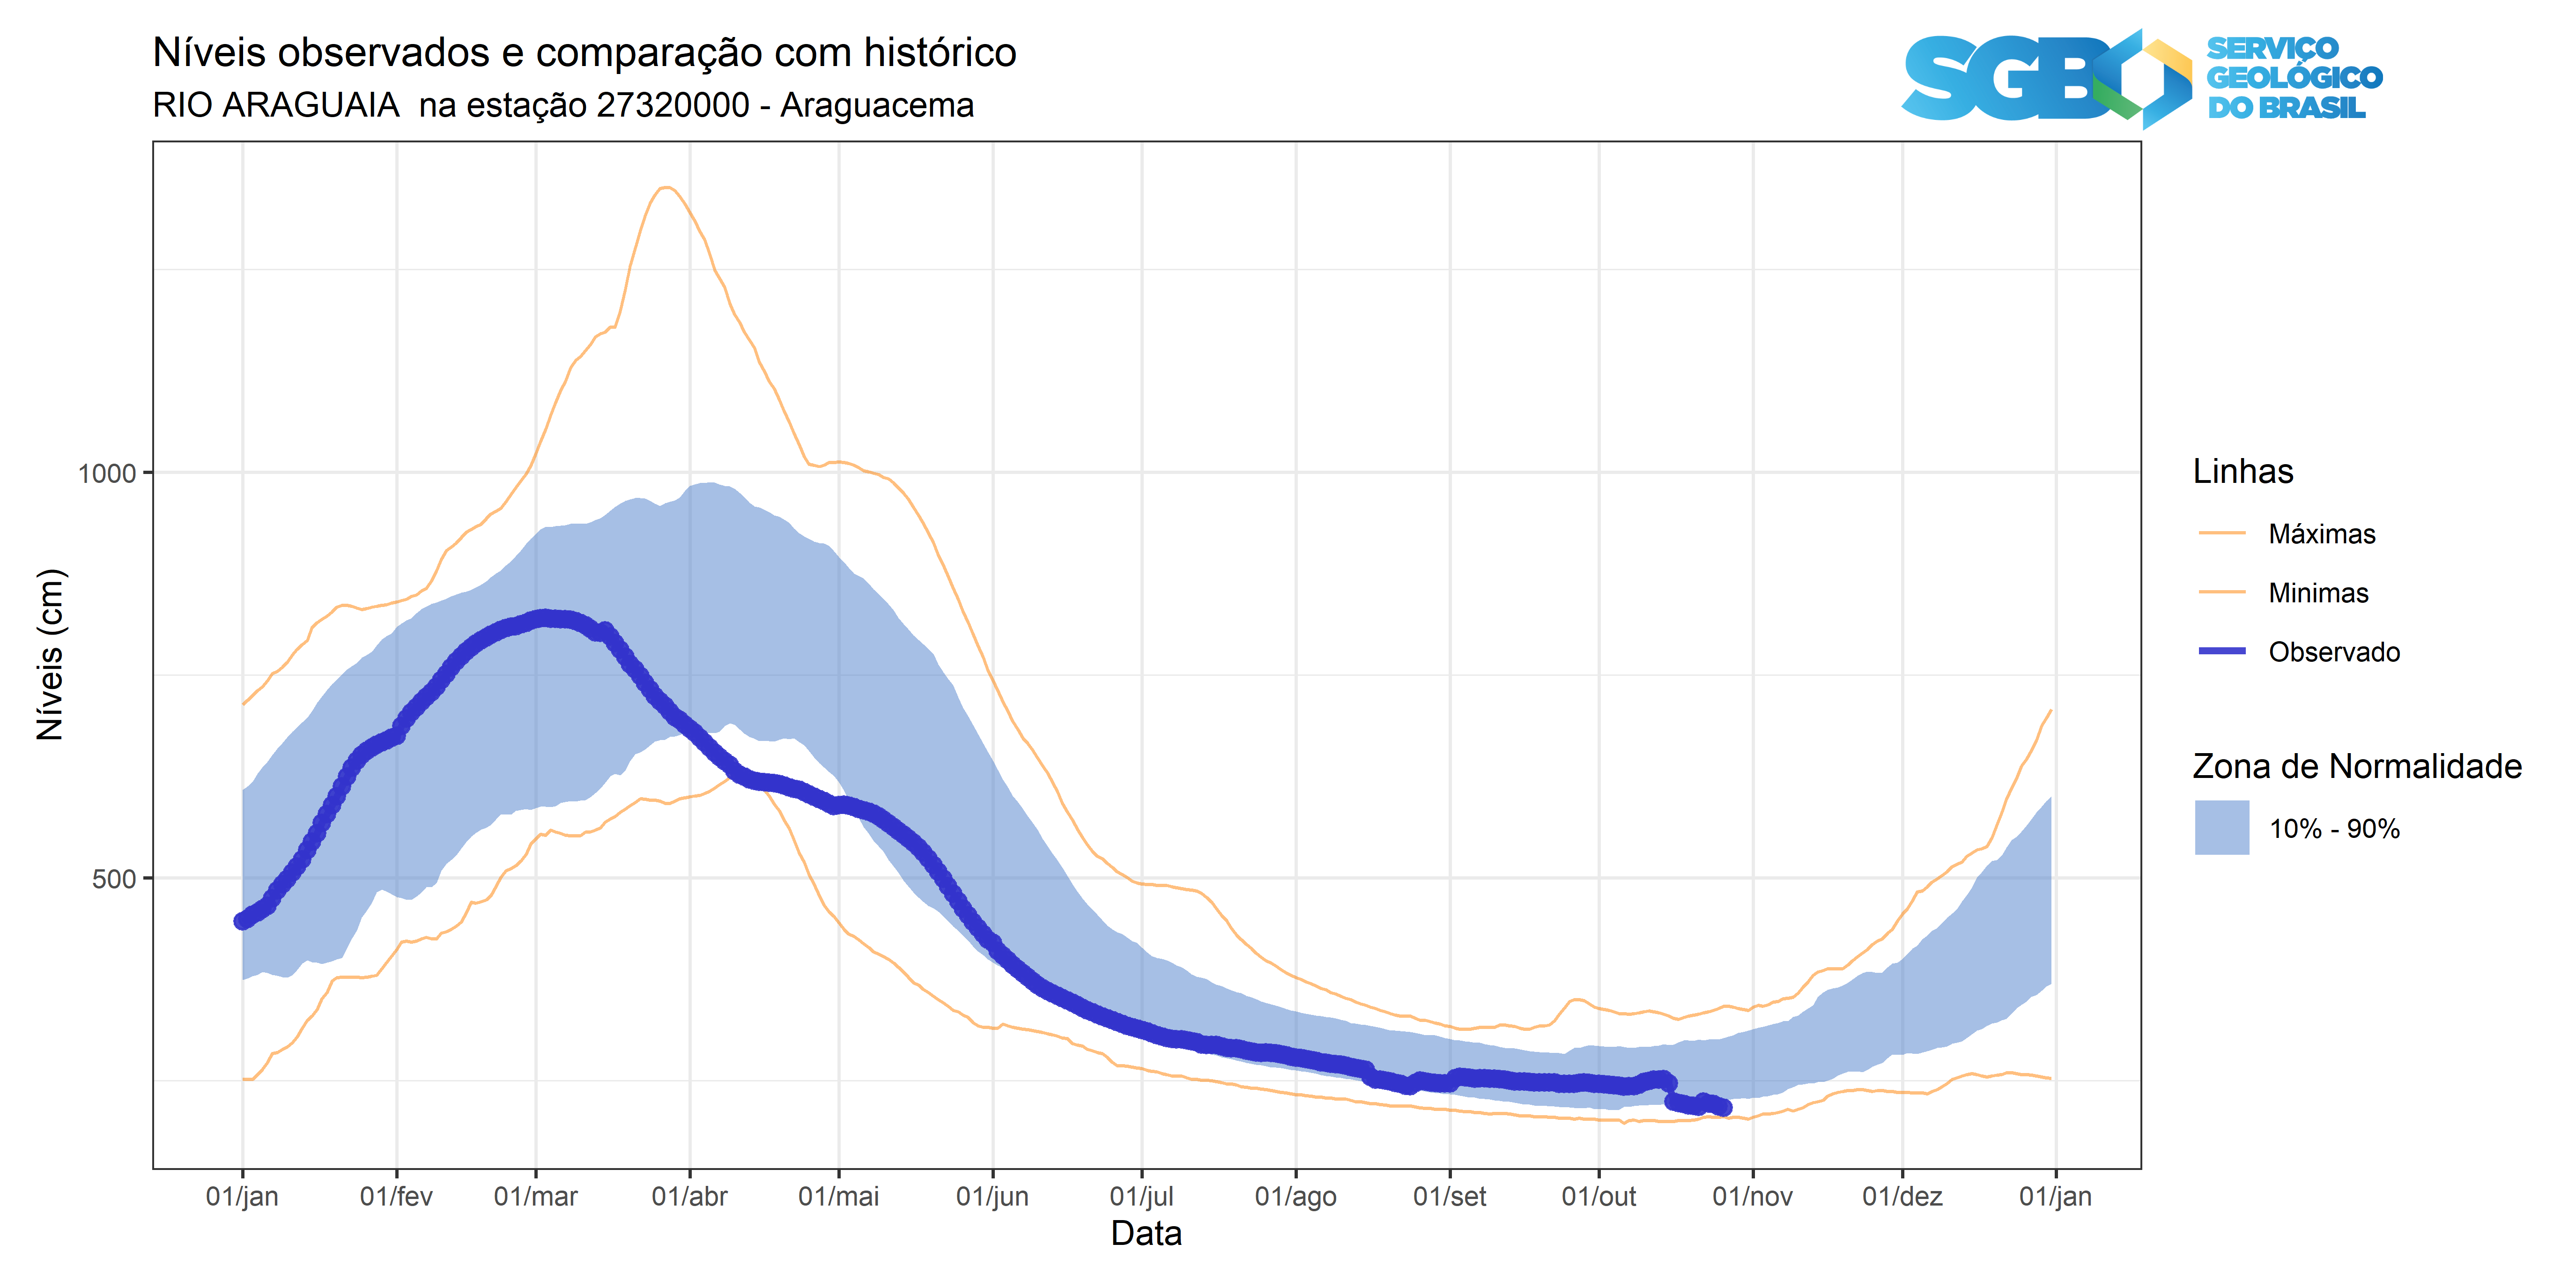 Níveis observados e comparação com histórico
RIO ARAGUAIA  na estação 27320000 - Araguacema
SGB
SERVIÇO
GEOLÓGICO
DO BRASIL
Níveis (cm)
1000
500
01/jan 01/fev 01/mar 01/abr 01/mai 01/jun 01/jul 01/ago 01/set 01/out 01/nov 01/dez 01/jan
Data
Linhas
Máximas
Minimas
Observado
Zona de Normalidade
10% - 90%